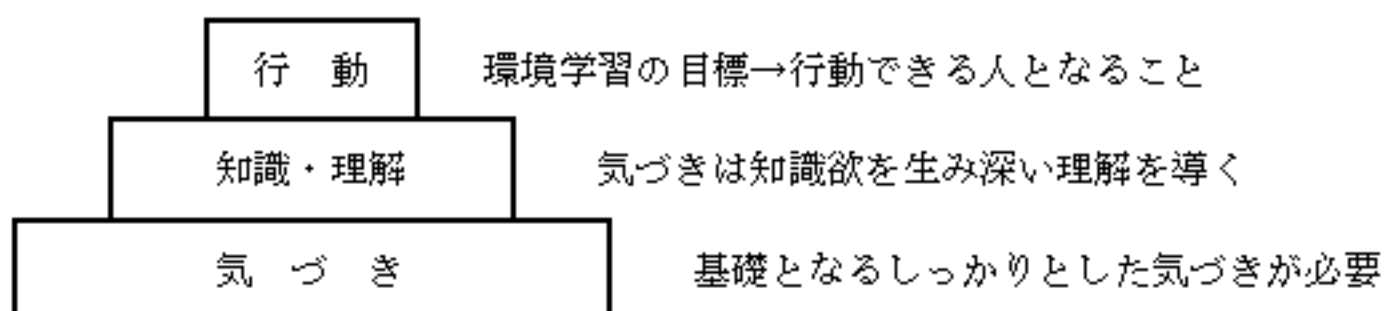 行　動　環境学習の目標→行動できる人となること
知識・理解　気づきは知識欲を生み深い理解を導く
気　づ　き　基礎となるしっかりとした気づきが必要